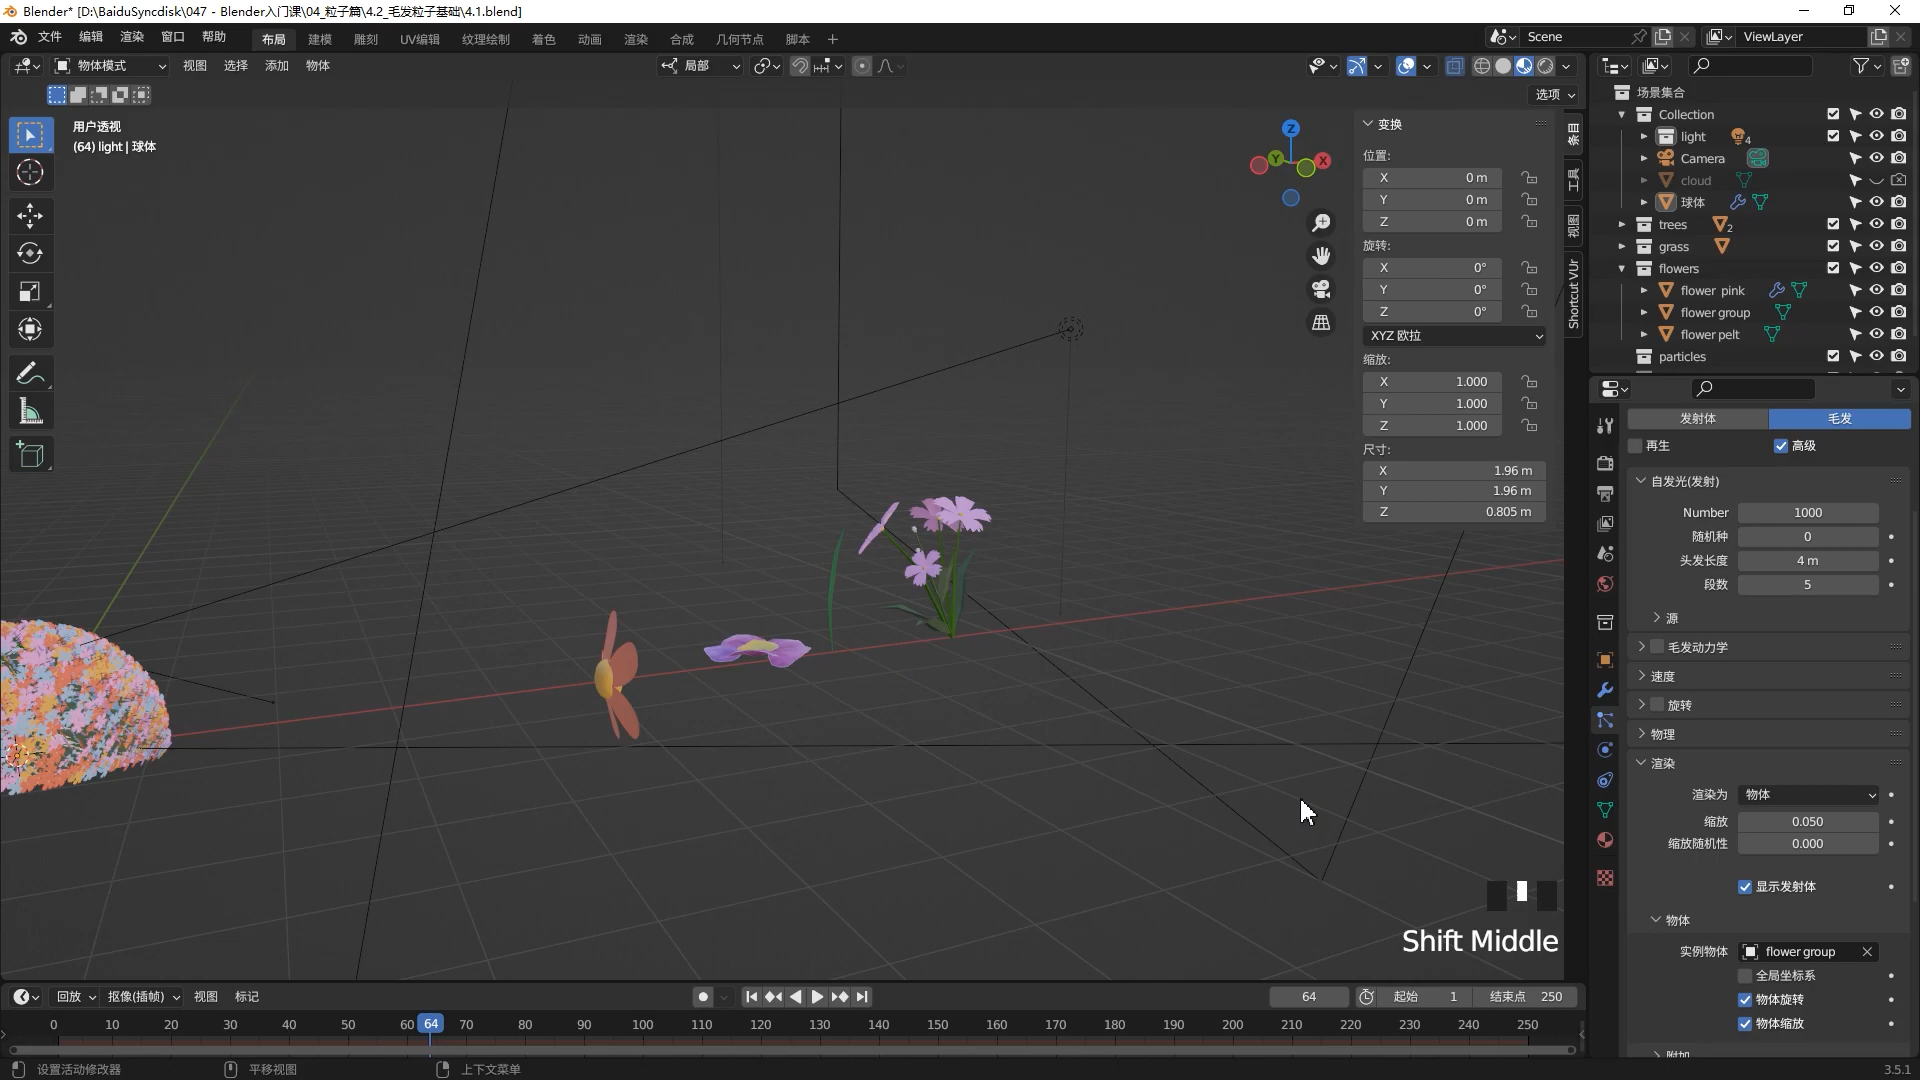 Blender* [D:\BaiduSyncdisk\047 - Blender入门课\04_粒子篇\4.2_毛发粒子基础\4.1.blend]
文件 编辑 渲染 窗口 帮助 布局 建模 雕刻 UV编辑 纹理绘制 着色 动画 渲染 合成 几何节点 脚本 + Scene ViewLayer
物体模式 视图 选择 添加 物体 局部
选项
用户透视
(64) light | 球体
Z
Y
X
变换
位置:
X 0 m
Y 0 m
Z 0 m
旋转:
X 0°
Y 0°
Z 0°
XYZ 欧拉
缩放:
X 1.000
Y 1.000
Z 1.000
尺寸:
X 1.96 m
Y 1.96 m
Z 0.805 m
条目
工具
视图
Shortcut VUr
场景集合
Collection
light 4
Camera
cloud
球体
trees 2
grass
flowers
flower pink
flower group
flower pelt
particles
发射体 毛发
再生 高级
自发光(发射)
Number 1000
随机种 0
头发长度 4 m
段数 5
源
毛发动力学
速度
旋转
物理
渲染
渲染为 物体
缩放 0.050
缩放随机性 0.000
显示发射体
物体
实例物体 flower group
全局坐标系
物体旋转
物体缩放
附加
Shift Middle
回放 抠像(插帧) 视图 标记 64 起始 1 结束点 250
0 10 20 30 40 50 60 64 70 80 90 100 110 120 130 140 150 160 170 180 190 200 210 220 230 240 250
设置活动修改器 平移视图 上下文菜单 3.5.1